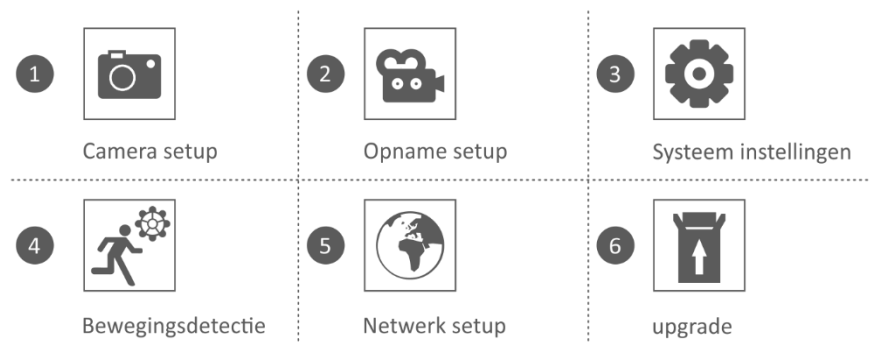 1
Camera setup
2
Opname setup
3
Systeem instellingen
4
Bewegingsdetectie
5
Netwerk setup
6
upgrade